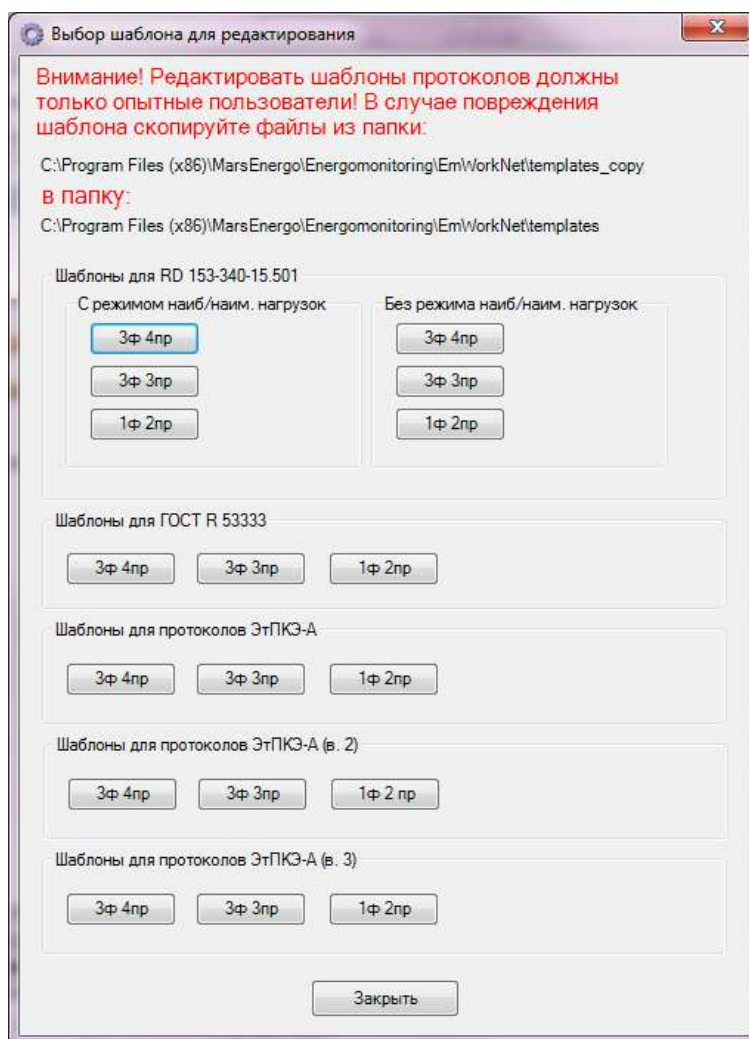 Выбор шаблона для редактирования
Внимание! Редактировать шаблоны протоколов должны
только опытные пользователи! В случае повреждения
шаблона скопируйте файлы из папки:
C:\Program Files (x86)\MarsEnergo\Energomonitoring\EmWorkNet\templates_copy
в папку:
C:\Program Files (x86)\MarsEnergo\Energomonitoring\EmWorkNet\templates
Шаблоны для RD 153-340-15.501
С режимом наиб/наим. нагрузок
3ф 4пр
3ф 3пр
1ф 2пр
Без режима наиб/наим. нагрузок
3ф 4пр
3ф 3пр
1ф 2пр
Шаблоны для ГОСТ R 53333
3ф 4пр 3ф 3пр 1ф 2пр
Шаблоны для протоколов ЭтПКЭ-А
3ф 4пр 3ф 3пр 1ф 2пр
Шаблоны для протоколов ЭтПКЭ-А (в. 2)
3ф 4пр 3ф 3пр 1ф 2 пр
Шаблоны для протоколов ЭтПКЭ-А (в. 3)
3ф 4пр 3ф 3пр 1ф 2пр
Закрыть